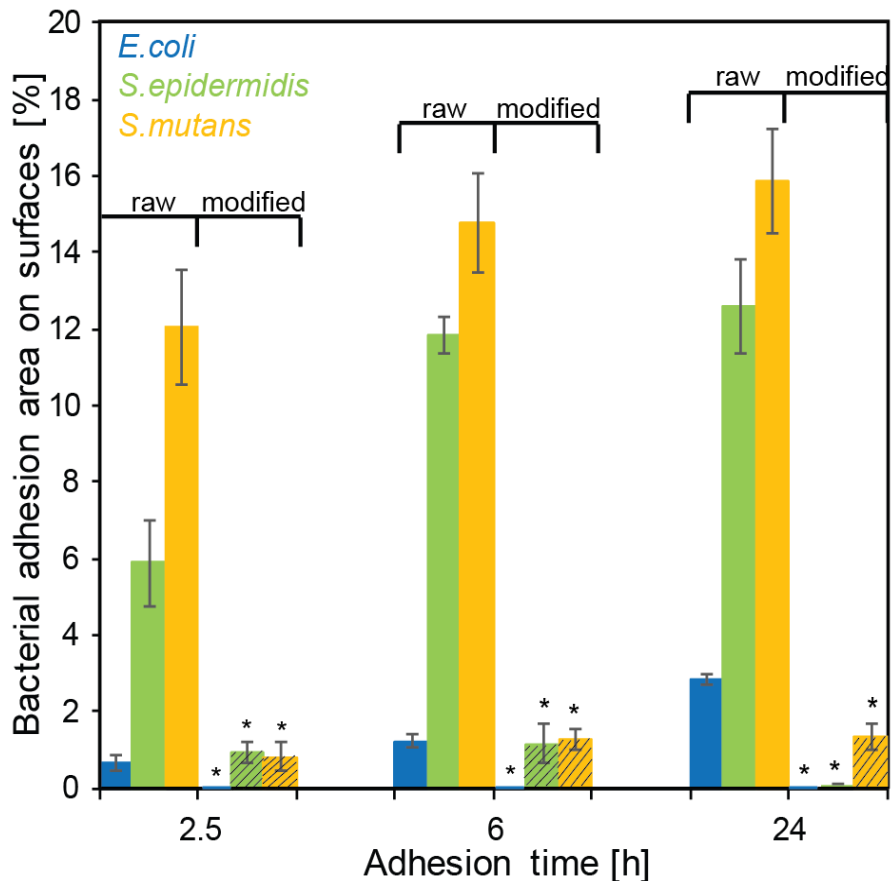 Bacterial adhesion area on surfaces [%]
20
18
16
14
12
10
8
6
4
2
0
E.coli
S.epidermidis
S.mutans
raw modified
raw modified
raw modified
* * *
* * *
* * *
2.5 6 24
Adhesion time [h]